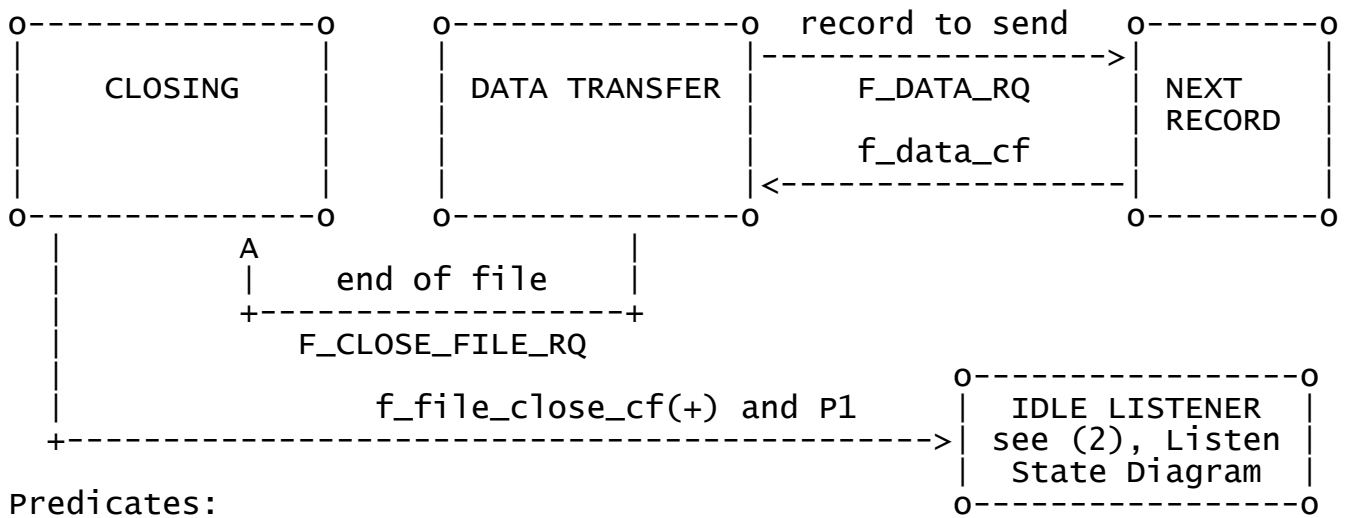 record to send
CLOSING DATA TRANSFER F_DATA_RQ NEXT
RECORD
f_data_cf
A
end of file
F_CLOSE_FILE_RQ
f_file_close_cf(+) and P1 IDLE LISTENER
see (2), Listen
State Diagram
Predicates: